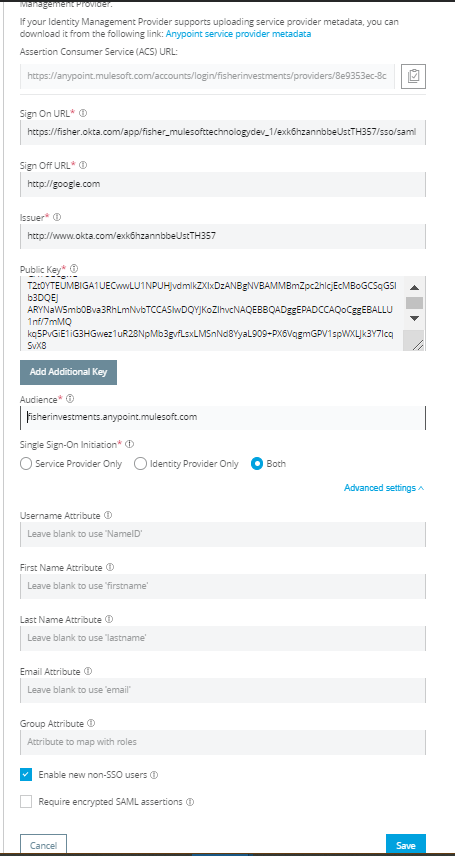 Management Provider.
If your Identity Management Provider supports uploading service provider metadata, you can
download it from the following link: Anypoint service provider metadata
Assertion Consumer Service (ACS) URL:
https://anypoint.mulesoft.com/accounts/login/fisherinvestments/providers/8e9353ec-8c
Sign On URL*
https://fisher.okta.com/app/fisher_mulesofttechnologydev_1/exk6hzannbbeUstTH357/sso/saml
Sign Off URL*
http://google.com
Issuer*
http://www.okta.com/exk6hzannbbeUstTH357
Public Key*
T2t0YTEUMBIGA1UECwwLU1NPUHJvdmlkZXIxDzANBgNVBAMMBmZpc2hlcjEcMBoGCSqGSI
b3DQEJ
ARYNaW5mb0Bva3RhLmNvbTCCASIwDQYJKoZIhvcNAQEBBQADggEPADCCAQoCggEBALLU
1nf/7mMQ
kq5PvGiE1iG3HGwez1uR28NpMb3gvfLsxLMSnNd8YyaL909+PX6VqgmGPV1spWXLjk3Y7Icq
SvX8
Add Additional Key
Audience*
fisherinvestments.anypoint.mulesoft.com
Single Sign-On Initiation*
Service Provider Only Identity Provider Only Both
Advanced settings
Username Attribute
Leave blank to use 'NameID'
First Name Attribute
Leave blank to use 'firstname'
Last Name Attribute
Leave blank to use 'lastname'
Email Attribute
Leave blank to use 'email'
Group Attribute
Attribute to map with roles
Enable new non-SSO users
Require encrypted SAML assertions
Cancel Save